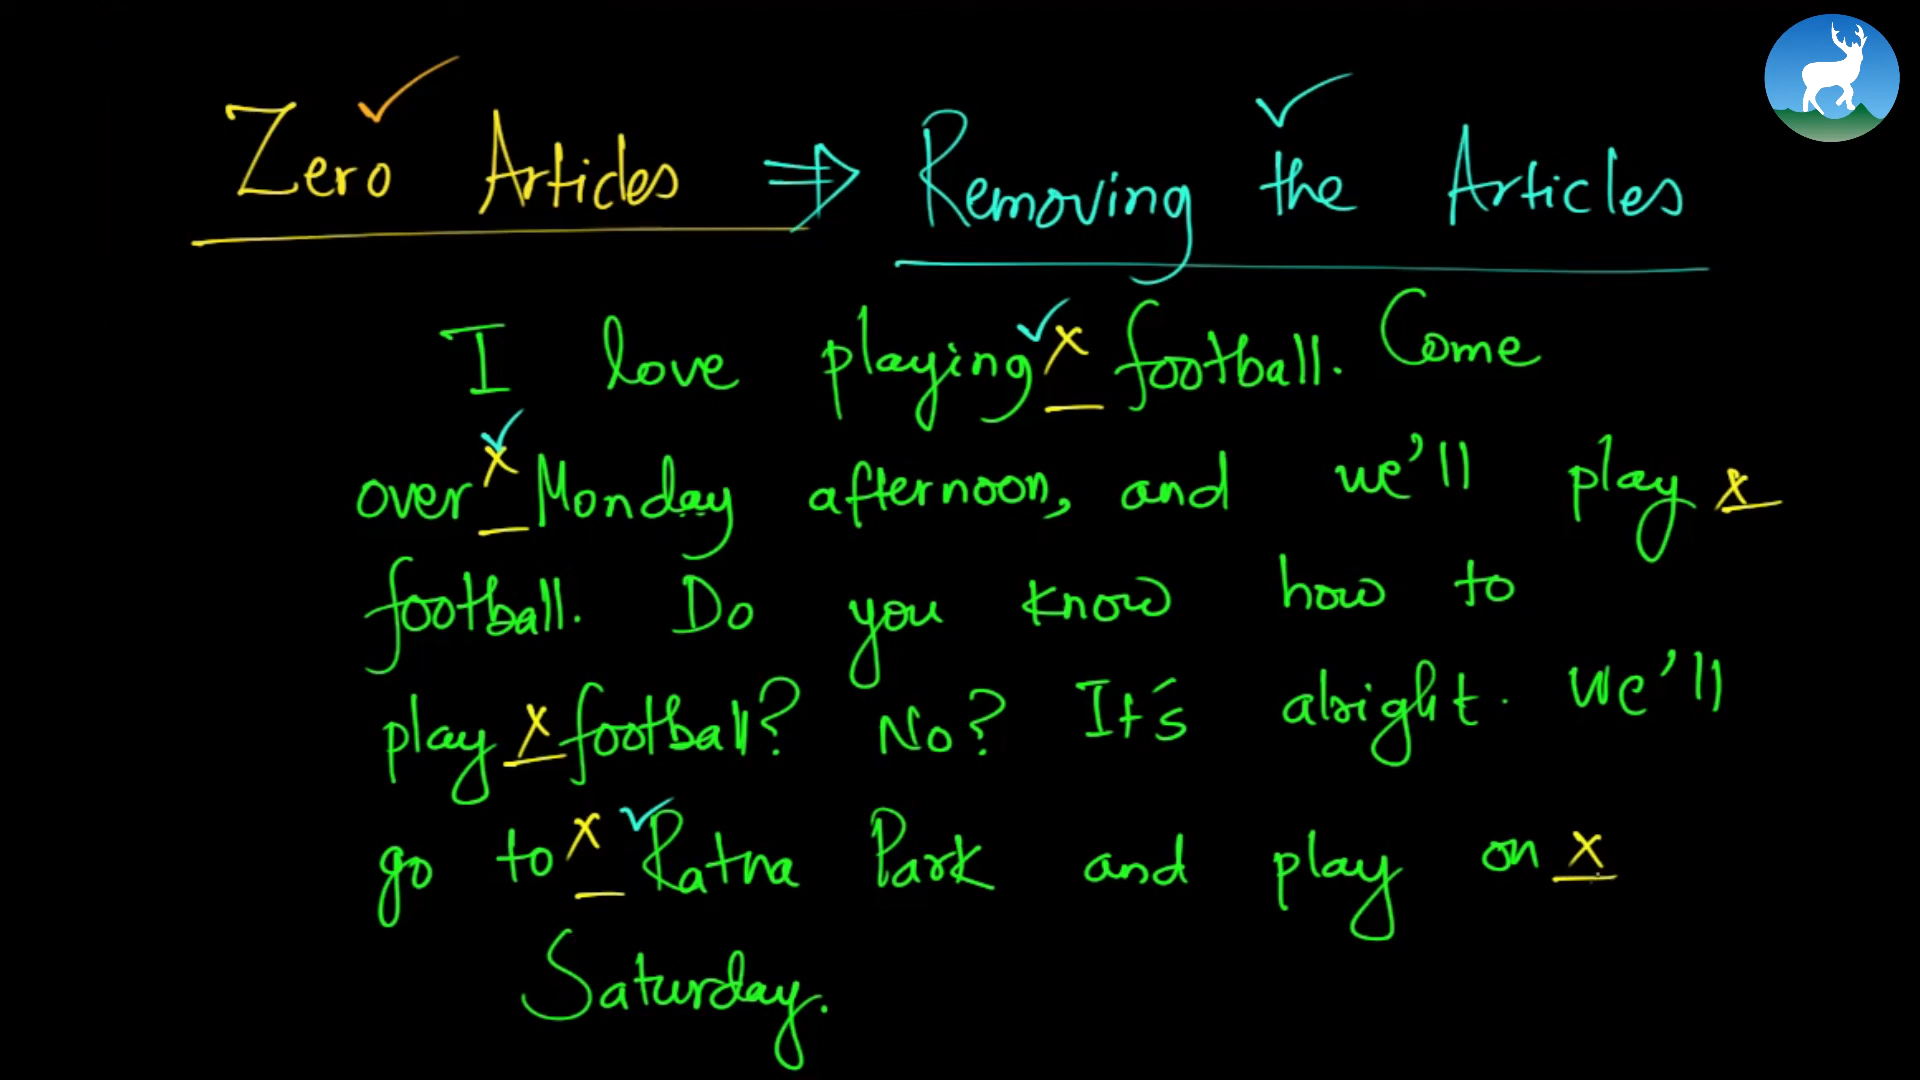 Zero Articles ⇒ Removing the Articles
I love playing x football. Come
over x Monday afternoon, and we'll play x
football. Do you know how to
play x football? No? It's alright. We'll
go to x Ratna Park and play on x
Saturday.